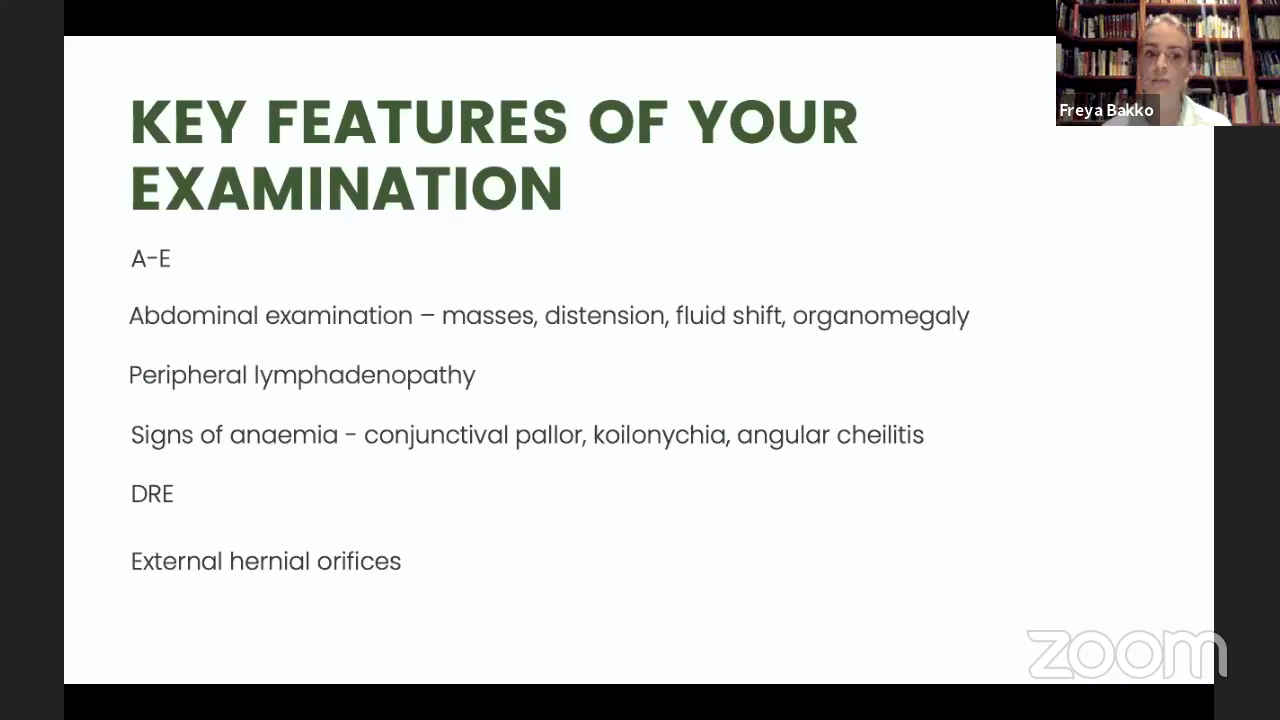 KEY FEATURES OF YOUR
EXAMINATION
A-E
Abdominal examination – masses, distension, fluid shift, organomegaly
Peripheral lymphadenopathy
Signs of anaemia - conjunctival pallor, koilonychia, angular cheilitis
DRE
External hernial orifices
Freya Bakko
zoom